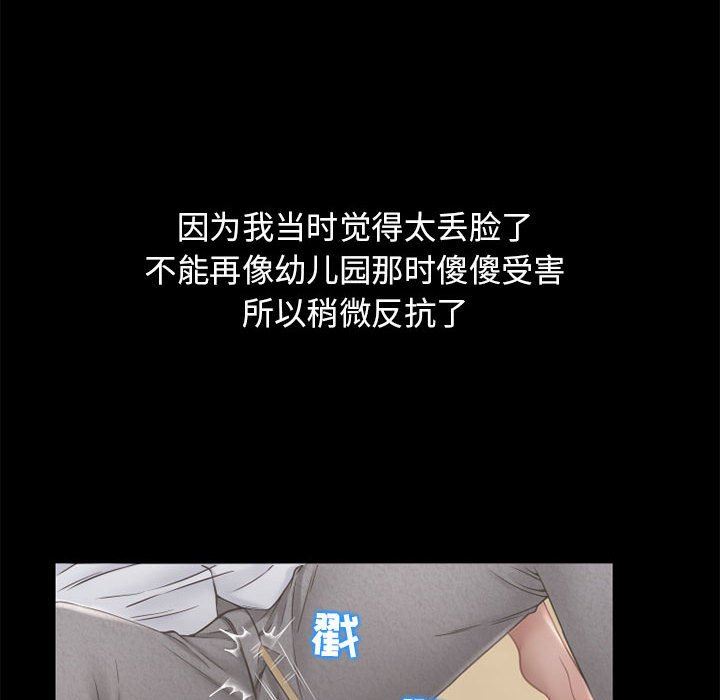 因为我当时觉得太丢脸了
不能再像幼儿园那时傻傻受害
所以稍微反抗了
戳